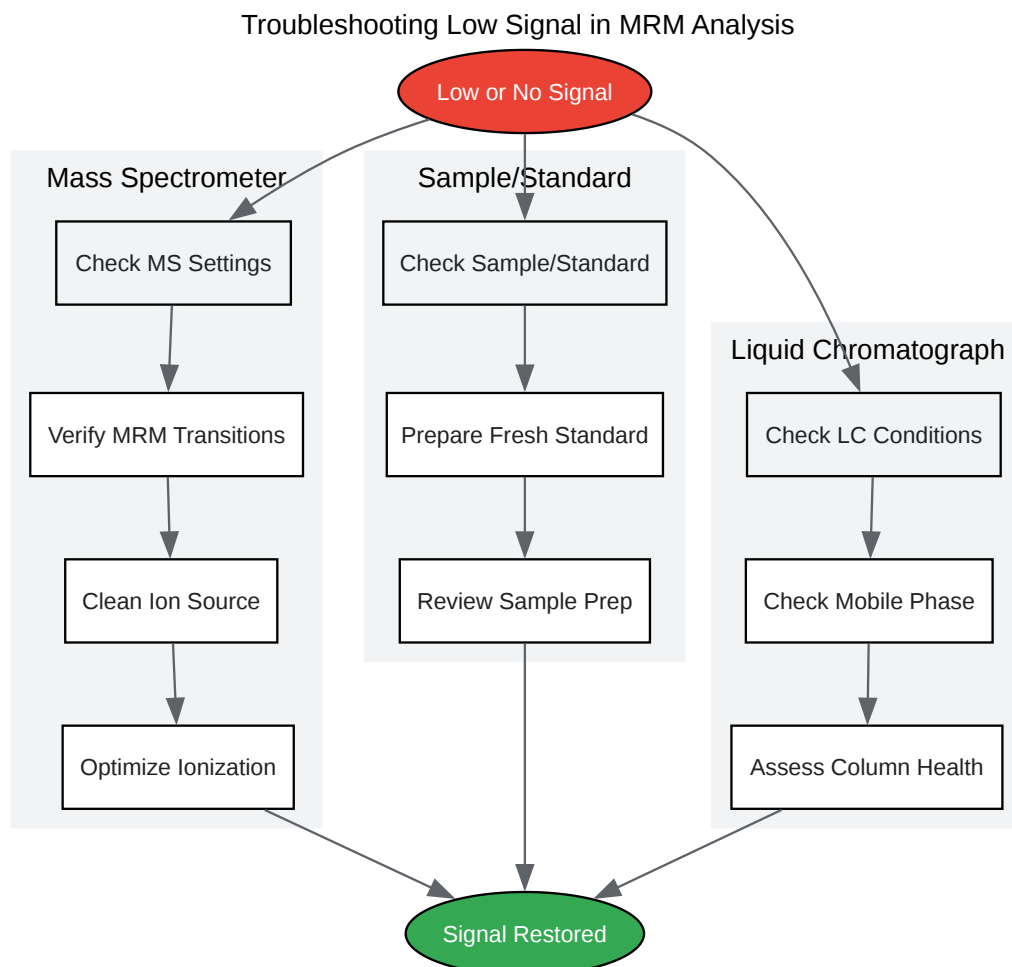 Troubleshooting Low Signal in MRM Analysis
Low or No Signal
Mass Spectrometer
Check MS Settings
Verify MRM Transitions
Clean Ion Source
Optimize Ionization
Sample/Standard
Check Sample/Standard
Prepare Fresh Standard
Review Sample Prep
Liquid Chromatograph
Check LC Conditions
Check Mobile Phase
Assess Column Health
Signal Restored